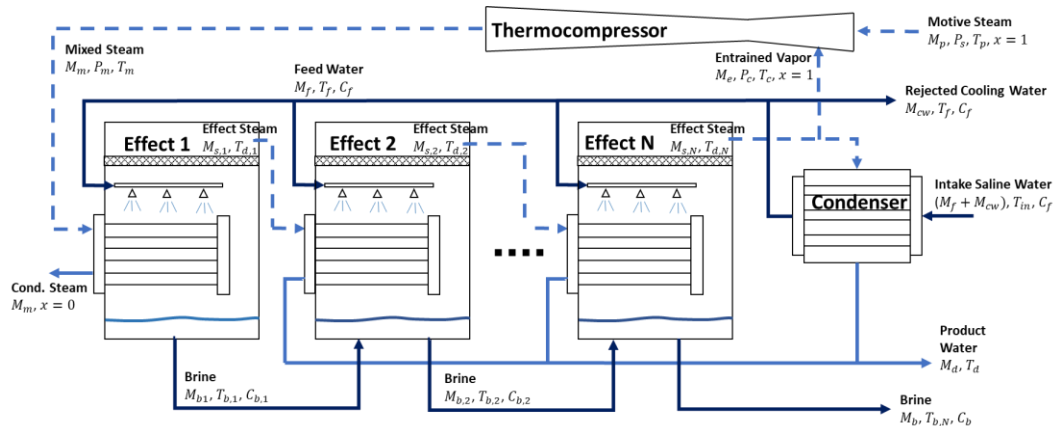 Thermocompressor
Motive Steam
M_p, P_s, T_p, x = 1
Mixed Steam
M_m, P_m, T_m
Entrained Vapor
M_e, P_c, T_c, x = 1
Feed Water
M_f, T_f, C_f
Rejected Cooling Water
M_cw, T_f, C_f
Effect 1
Effect Steam
M_s,1, T_d,1
Effect 2
Effect Steam
M_s,2, T_d,2
Effect N
Effect Steam
M_s,N, T_d,N
Condenser
Intake Saline Water
(M_f + M_cw), T_in, C_f
Cond. Steam
M_m, x = 0
Product
Water
M_d, T_d
Brine
M_b1, T_b,1, C_b,1
Brine
M_b,2, T_b,2, C_b,2
Brine
M_b, T_b,N, C_b